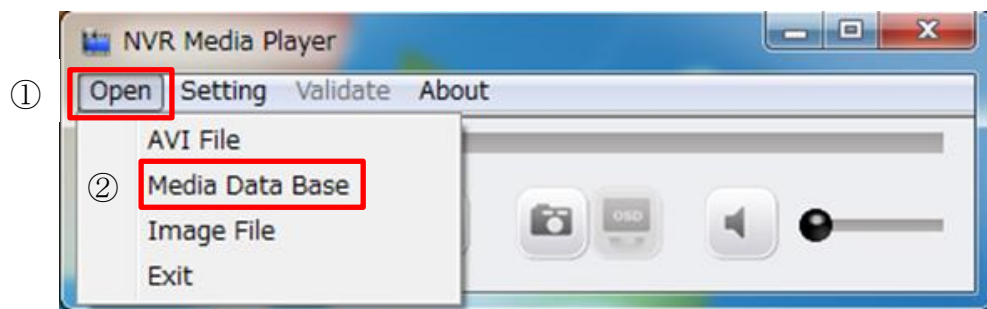 NVR Media Player
① Open Setting Validate About
AVI File
② Media Data Base
OSD
Image File
Exit